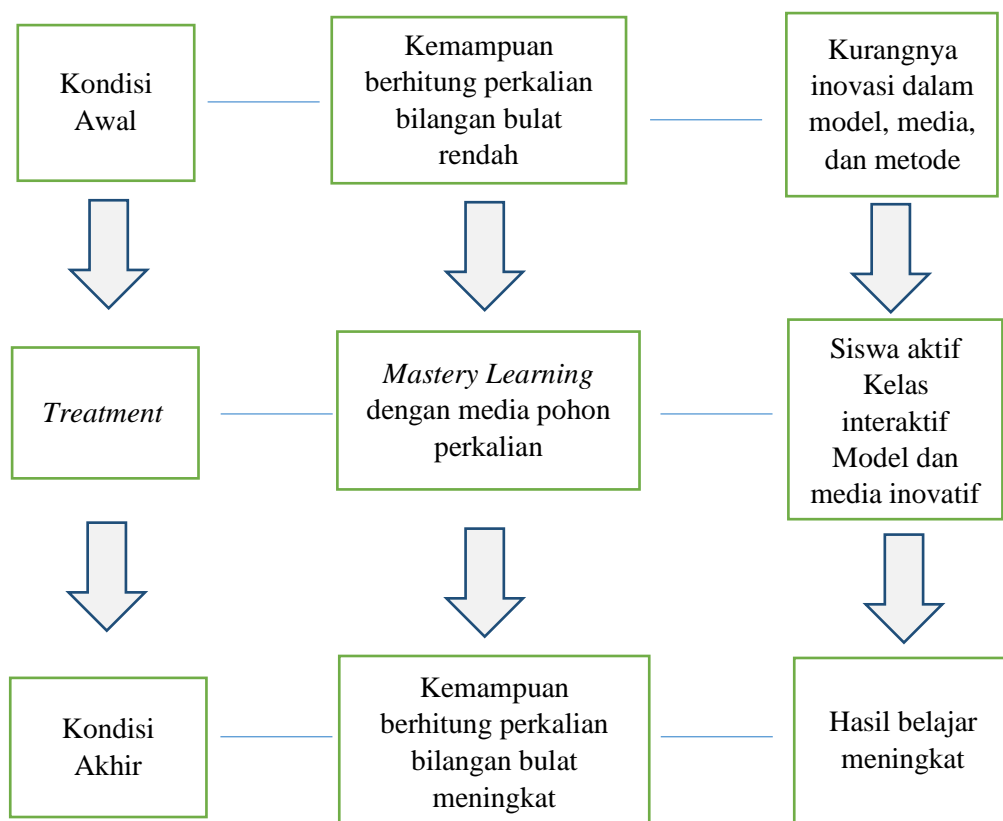 Kondisi
Awal
Kemampuan
berhitung perkalian
bilangan bulat
rendah
Kurangnya
inovasi dalam
model, media,
dan metode
Treatment
Mastery Learning
dengan media pohon
perkalian
Siswa aktif
Kelas
interaktif
Model dan
media inovatif
Kondisi
Akhir
Kemampuan
berhitung perkalian
bilangan bulat
meningkat
Hasil belajar
meningkat